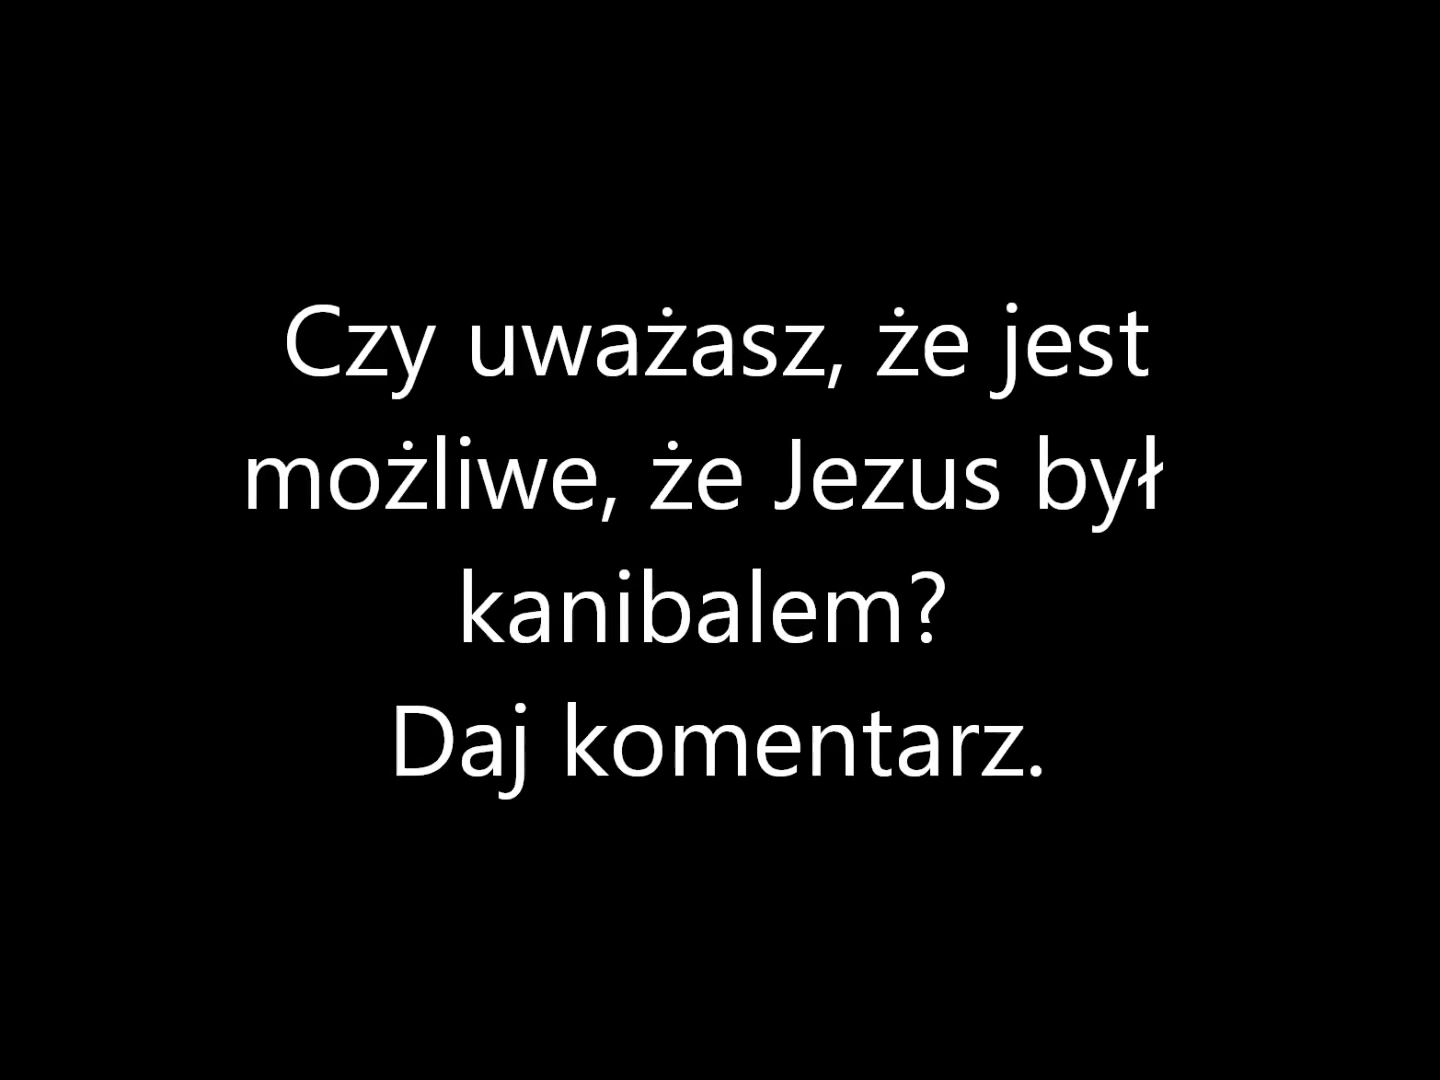 Czy uważasz, że jest
możliwe, że Jezus był
kanibalem?
Daj komentarz.